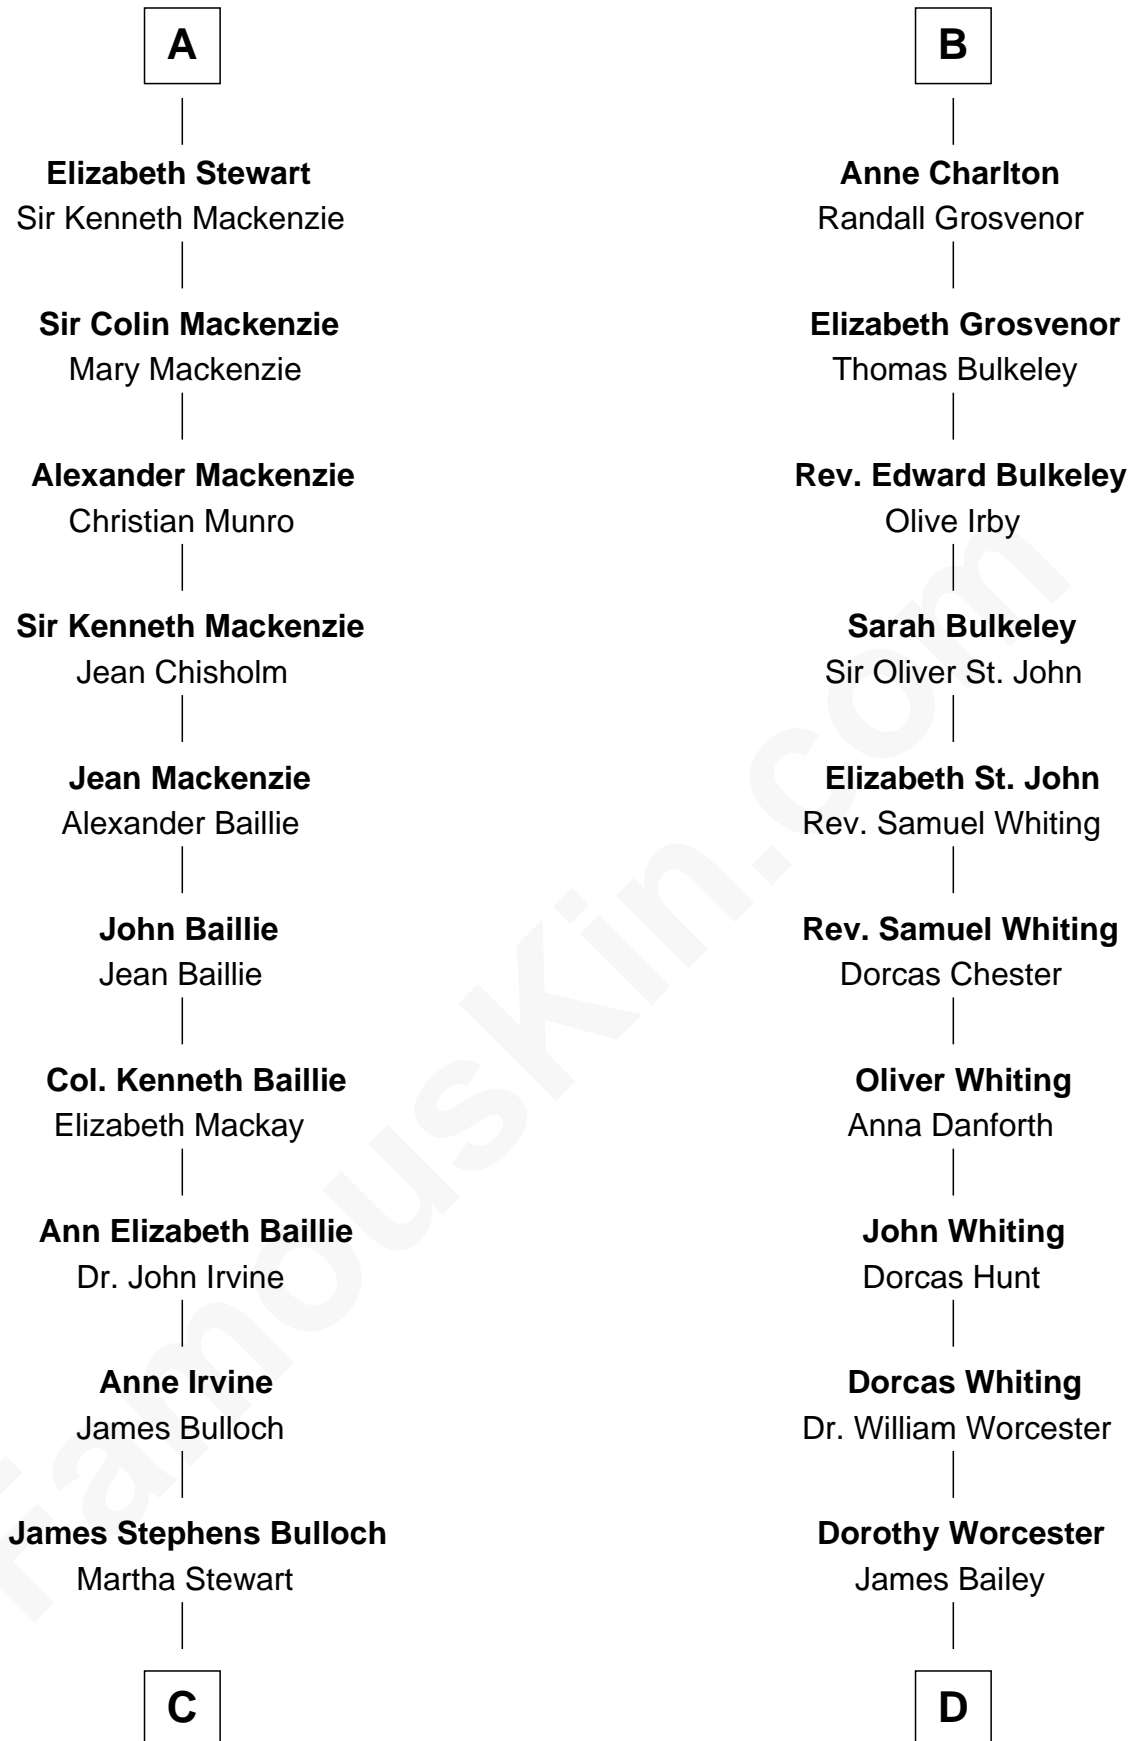 A
Elizabeth Stewart
Sir Kenneth Mackenzie
Sir Colin Mackenzie
Mary Mackenzie
Alexander Mackenzie
Christian Munro
Sir Kenneth Mackenzie
Jean Chisholm
Jean Mackenzie
Alexander Baillie
John Baillie
Jean Baillie
Col. Kenneth Baillie
Elizabeth Mackay
Ann Elizabeth Baillie
Dr. John Irvine
Anne Irvine
James Bulloch
James Stephens Bulloch
Martha Stewart
C
B
Anne Charlton
Randall Grosvenor
Elizabeth Grosvenor
Thomas Bulkeley
Rev. Edward Bulkeley
Olive Irby
Sarah Bulkeley
Sir Oliver St. John
Elizabeth St. John
Rev. Samuel Whiting
Rev. Samuel Whiting
Dorcas Chester
Oliver Whiting
Anna Danforth
John Whiting
Dorcas Hunt
Dorcas Whiting
Dr. William Worcester
Dorothy Worcester
James Bailey
D
FamousKin.com